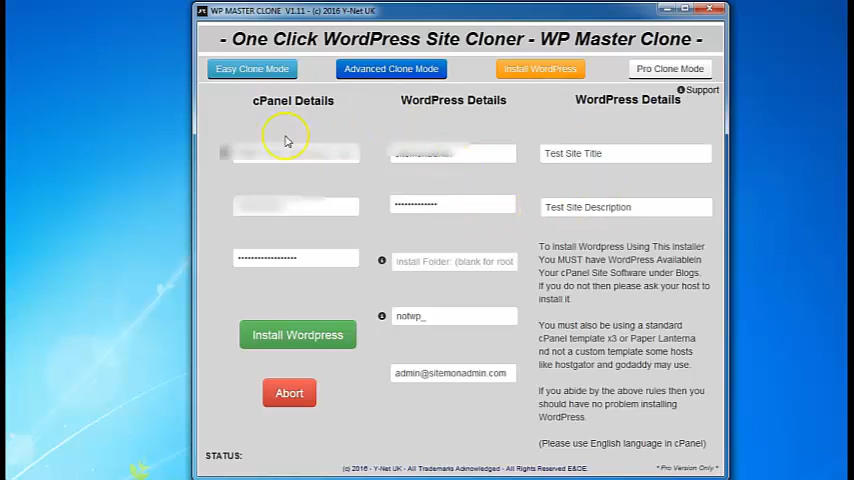 WP MASTER CLONE V1.11 - (c) 2016 Y-Net UK
- One Click WordPress Site Cloner - WP Master Clone -
Easy Clone Mode
Advanced Clone Mode
Install WordPress
Pro Clone Mode
Support
cPanel Details
WordPress Details
WordPress Details
Test Site Title
•••••••••••••
Test Site Description
••••••••••••••••••
Install Folder: (blank for root
notwp_
admin@sitemonadmin.com
Install Wordpress
Abort
To Install Wordpress Using This Installer
You MUST have WordPress Availablein
Your cPanel Site Software under Blogs.
If you do not then please ask your host to
install it
You must also be using a standard
cPanel template x3 or Paper Lanterna
nd not a custom template some hosts
like hostgator and godaddy may use.
If you abide by the above rules then you
should have no problem installing
WordPress.
(Please use English language in cPanel)
STATUS:
(c) 2016 - Y-Net UK - All Trademarks Acknowledged - All Rights Reserved E&OE.
* Pro Version Only *